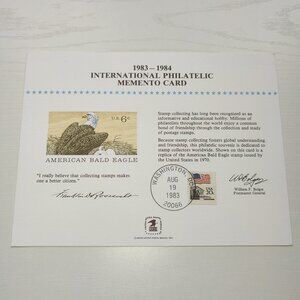 1983-1984
INTERNATIONAL PHILATELIC
MEMENTO CARD
U.S. 6c
AMERICAN BALD EAGLE
Stamp collecting has long been recognized as an
informative and educational hobby. Millions of
philatelists throughout the world enjoy a common
bond of friendship through the collection and study
of postage stamps.
Because stamp collecting fosters global understanding
and friendship, this philatelic souvenir is dedicated to
stamp collectors worldwide. Shown on this card is a
replica of the American Bald Eagle stamp issued by
the United States in 1970.
"I really believe that collecting stamps makes
one a better citizen."
Franklin D. Roosevelt
WASHINGTON, DC
AUG
19
1983
20066
William F. Bolger
Postmaster General